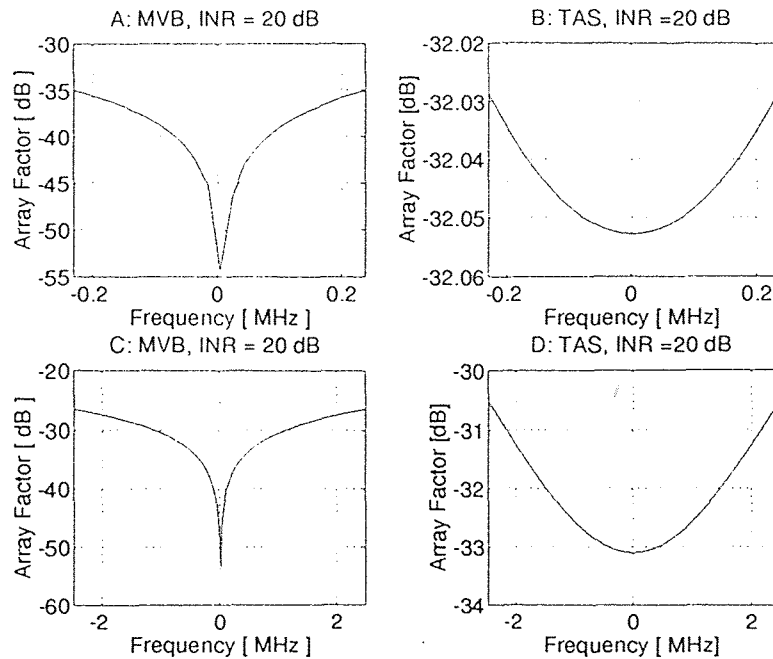 A: MVB, INR = 20 dB
B: TAS, INR =20 dB
Array Factor [ dB ]
-30
-35
-40
-45
-50
-55
-0.2
0
0.2
Frequency [ MHz ]
Array Factor [dB]
-32.02
-32.03
-32.04
-32.05
-32.06
-0.2
0
0.2
Frequency [ MHz]
C: MVB, INR = 20 dB
D: TAS, INR =20 dB
Array Factor [ dB ]
-20
-30
-40
-50
-60
-2
0
2
Frequency [ MHz ]
Array Factor [dB]
-30
-31
-32
-33
-34
-2
0
2
Frequency [ MHz]